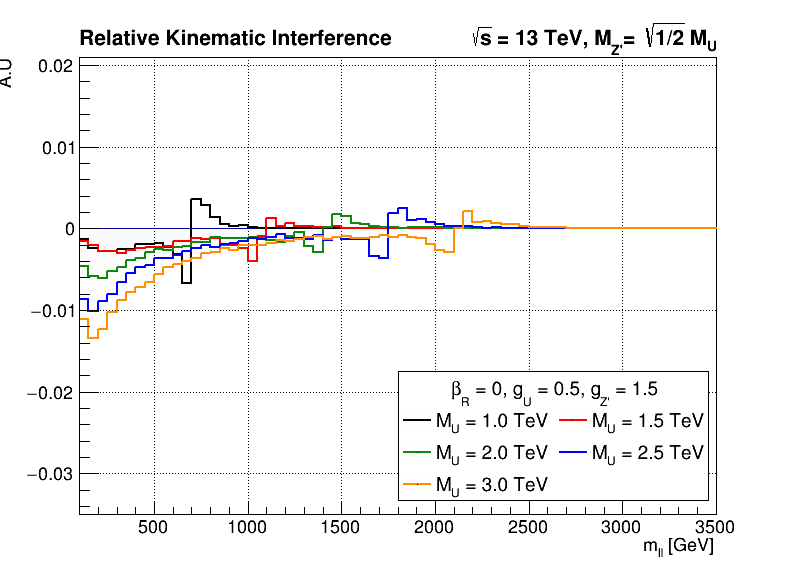 Relative Kinematic Interference √s = 13 TeV, M_Z'= √1/2 M_U
A.U
0.02
0.01
0
−0.01
−0.02
−0.03
β_R = 0, g_U = 0.5, g_Z' = 1.5
M_U = 1.0 TeV M_U = 1.5 TeV
M_U = 2.0 TeV M_U = 2.5 TeV
M_U = 3.0 TeV
500 1000 1500 2000 2500 3000 3500
m_ll [GeV]